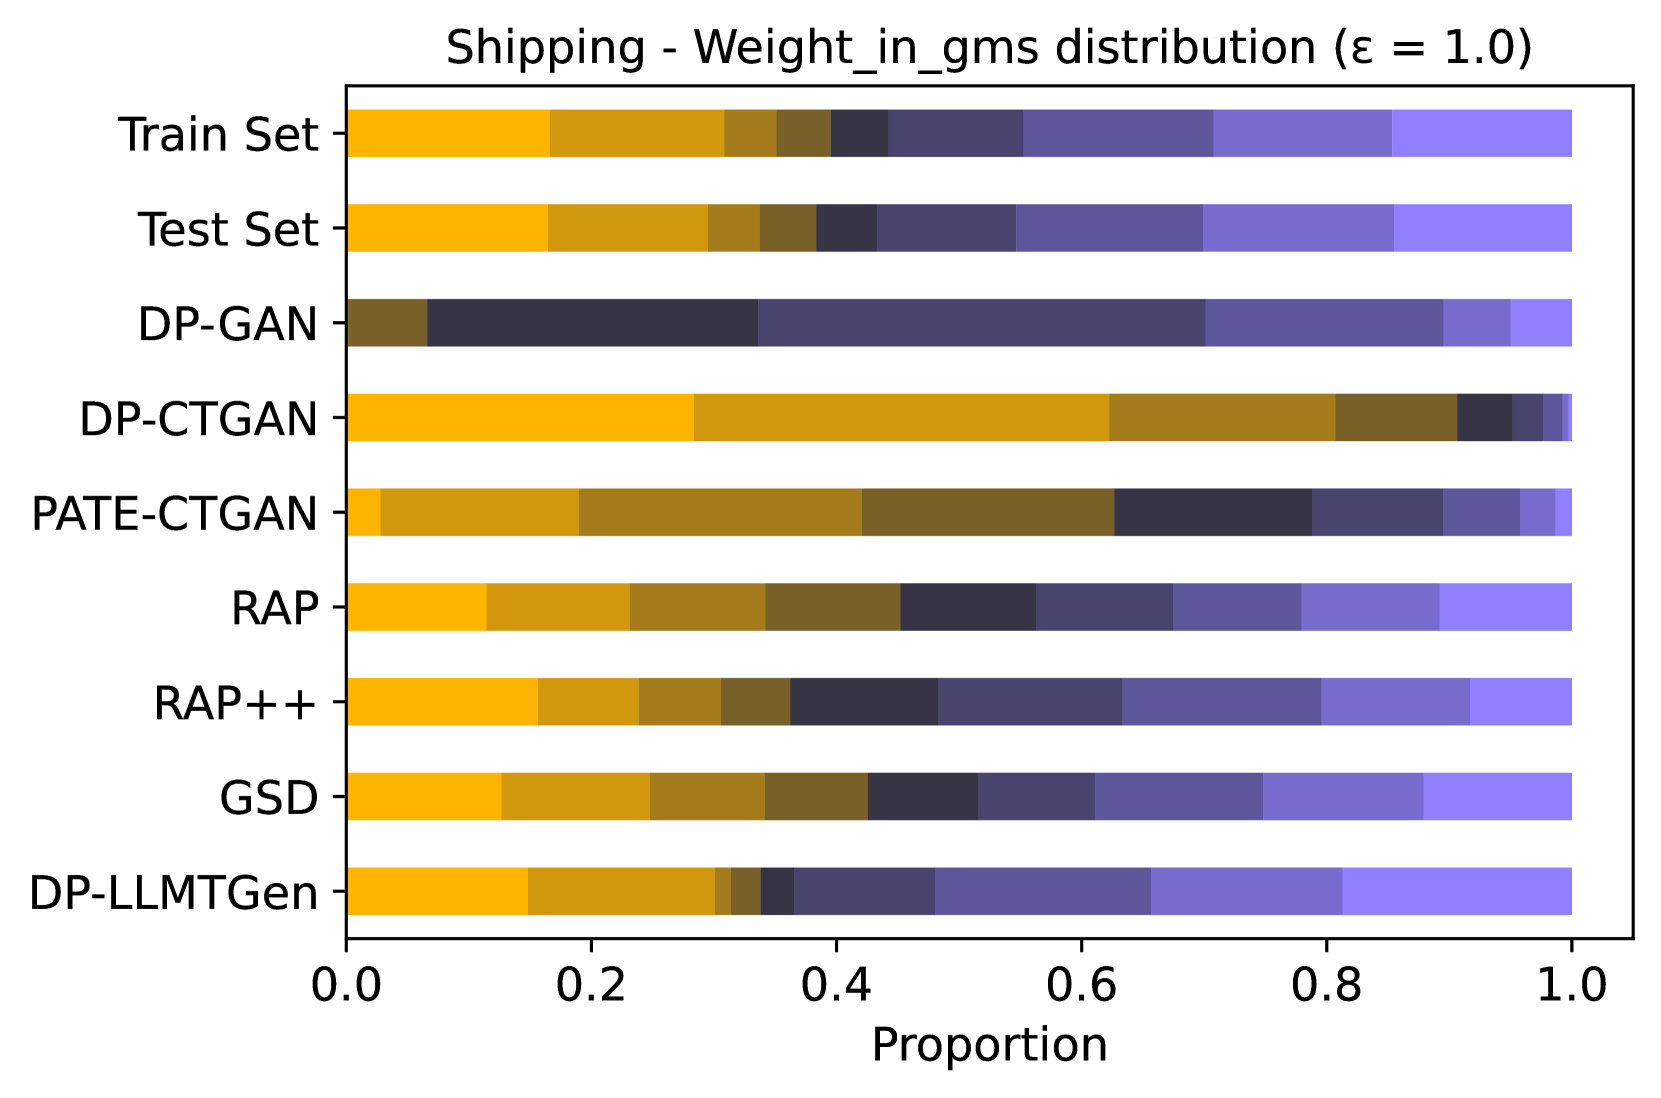 Shipping - Weight_in_gms distribution (ε = 1.0)
Train Set
Test Set
DP-GAN
DP-CTGAN
PATE-CTGAN
RAP
RAP++
GSD
DP-LLMTGen
0.0 0.2 0.4 0.6 0.8 1.0
Proportion